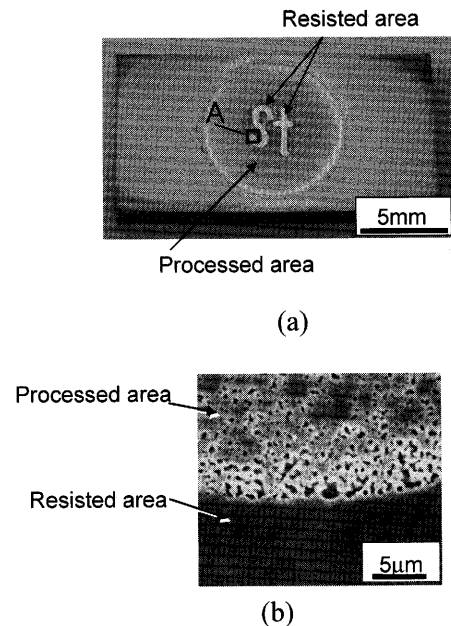 Resisted area
A
St
5mm
Processed area
(a)
Processed area
Resisted area
5μm
(b)